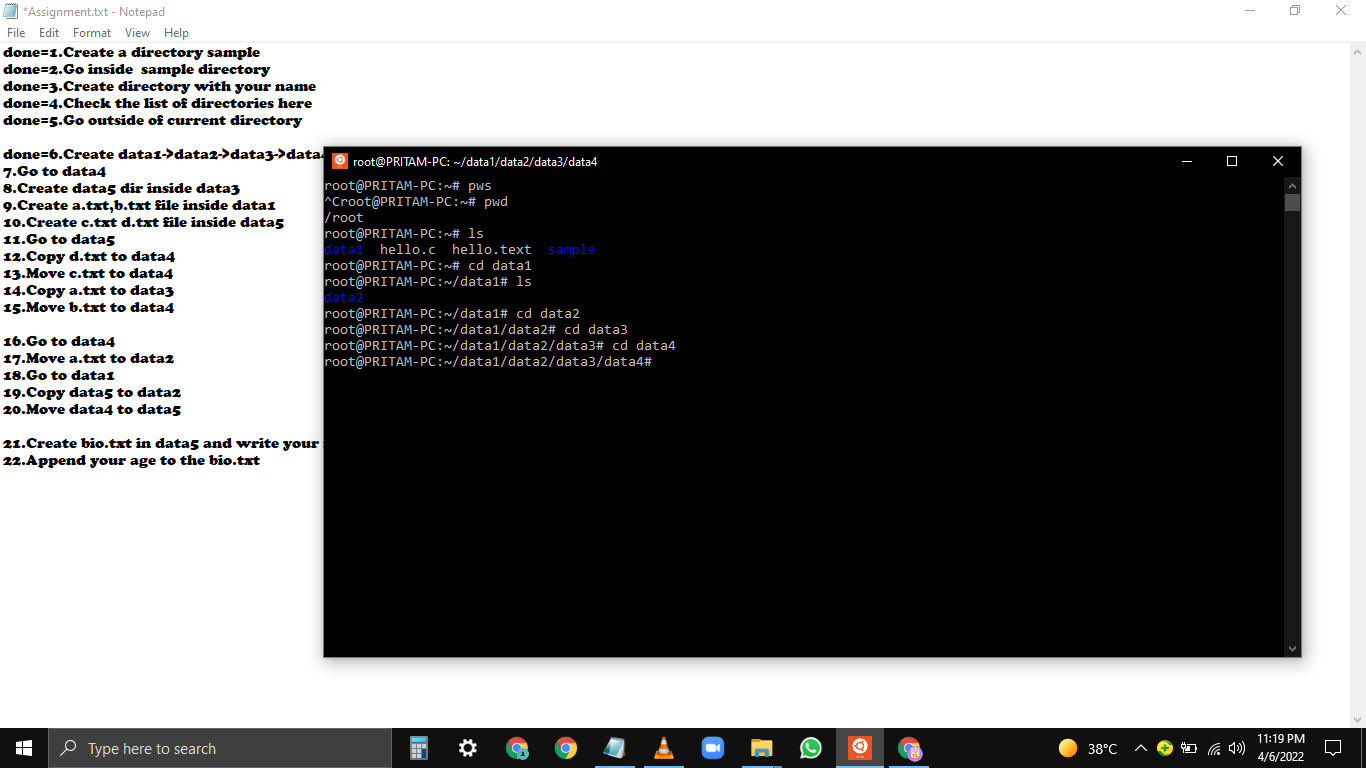 *Assignment.txt - Notepad
File Edit Format View Help
done=1.Create a directory sample
done=2.Go inside  sample directory
done=3.Create directory with your name
done=4.Check the list of directories here
done=5.Go outside of current directory
done=6.Create data1->data2->data3->data4
7.Go to data4
8.Create data5 dir inside data3
9.Create a.txt,b.txt file inside data1
10.Create c.txt d.txt file inside data5
11.Go to data5
12.Copy d.txt to data4
13.Move c.txt to data4
14.Copy a.txt to data3
15.Move b.txt to data4
16.Go to data4
17.Move a.txt to data2
18.Go to data1
19.Copy data5 to data2
20.Move data4 to data5
21.Create bio.txt in data5 and write your
22.Append your age to the bio.txt
root@PRITAM-PC: ~/data1/data2/data3/data4
root@PRITAM-PC:~# pws
^Croot@PRITAM-PC:~# pwd
/root
root@PRITAM-PC:~# ls
data1  hello.c  hello.text  sample
root@PRITAM-PC:~# cd data1
root@PRITAM-PC:~/data1# ls
data2
root@PRITAM-PC:~/data1# cd data2
root@PRITAM-PC:~/data1/data2# cd data3
root@PRITAM-PC:~/data1/data2/data3# cd data4
root@PRITAM-PC:~/data1/data2/data3/data4#
Type here to search
38°C
11:19 PM
4/6/2022